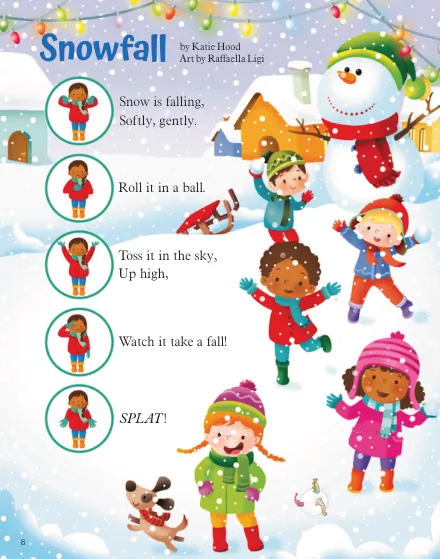 Snowfall
by Katie Hood
Art by Raffaella Ligi
Snow is falling,
Softly, gently.
Roll it in a ball.
Toss it in the sky,
Up high,
Watch it take a fall!
SPLAT!
8